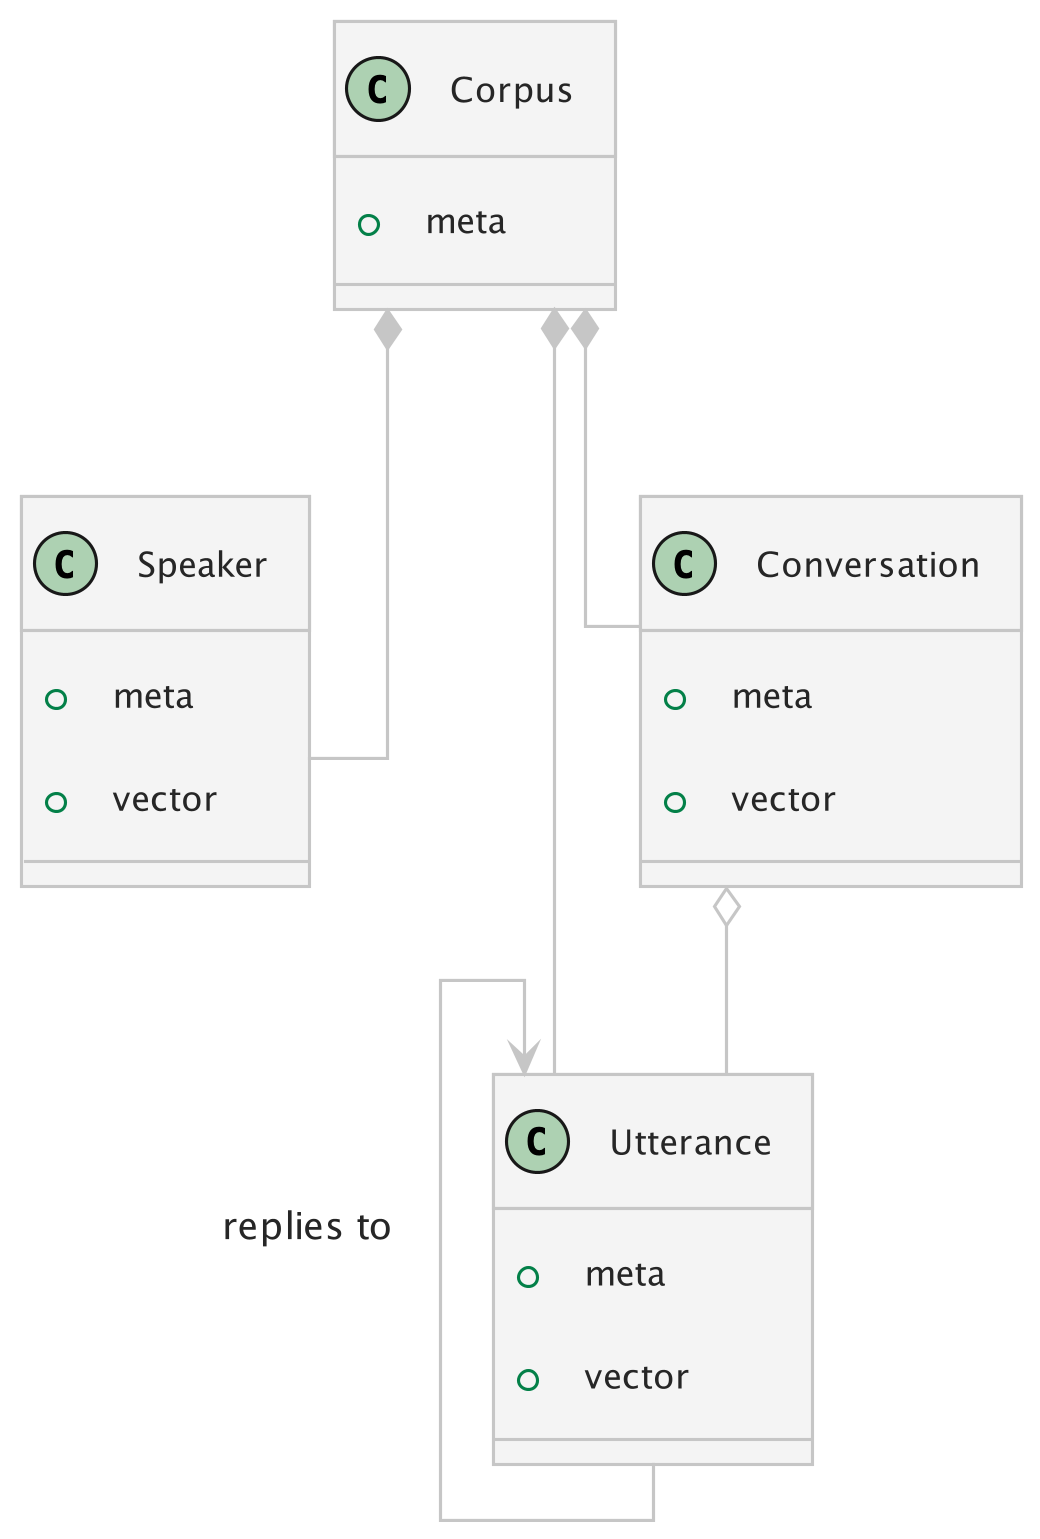 C Corpus
meta
C Speaker
meta
vector
C Conversation
meta
vector
C Utterance
replies to
meta
vector